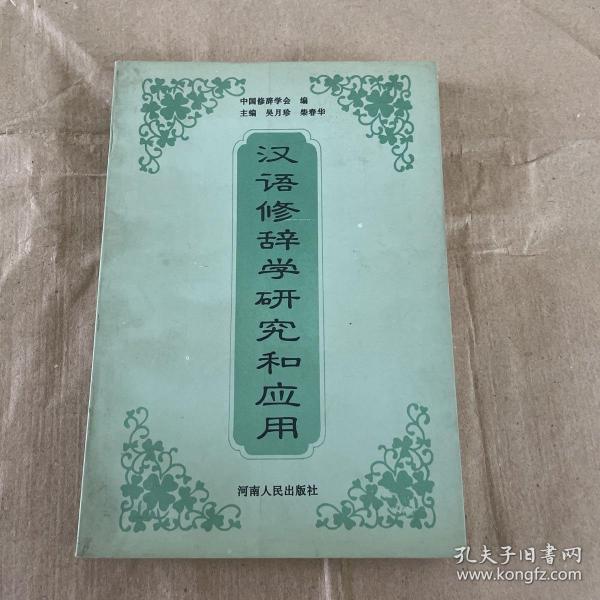 中国修辞学会 编
主编 吴月珍 柴春华
汉语修辞学研究和应用
河南人民出版社
孔夫子旧書网
www.kongfz.com